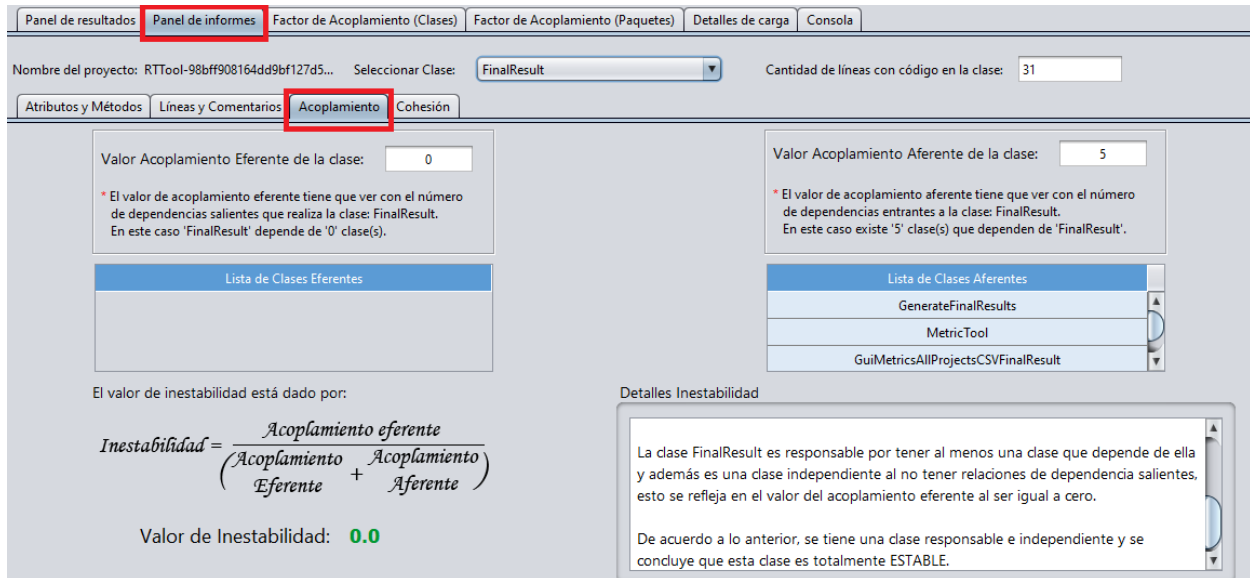 Panel de resultados Panel de informes Factor de Acoplamiento (Clases) Factor de Acoplamiento (Paquetes) Detalles de carga Consola
Nombre del proyecto: RTTool-98bff908164dd9bf127d5... Seleccionar Clase: FinalResult Cantidad de líneas con código en la clase: 31
Atributos y Métodos Líneas y Comentarios Acoplamiento Cohesión
Valor Acoplamiento Eferente de la clase: 0
* El valor de acoplamiento eferente tiene que ver con el número
de dependencias salientes que realiza la clase: FinalResult.
En este caso 'FinalResult' depende de '0' clase(s).
Valor Acoplamiento Aferente de la clase: 5
* El valor de acoplamiento aferente tiene que ver con el número
de dependencias entrantes a la clase: FinalResult.
En este caso existe '5' clase(s) que dependen de 'FinalResult'.
Lista de Clases Eferentes
Lista de Clases Aferentes
GenerateFinalResults
MetricTool
GuiMetricsAllProjectsCSVFinalResult
El valor de inestabilidad está dado por:
Inestabilidad = Acoplamiento eferente
(Acoplamiento Eferente + Acoplamiento Aferente)
Valor de Inestabilidad: 0.0
Detalles Inestabilidad
La clase FinalResult es responsable por tener al menos una clase que depende de ella
y además es una clase independiente al no tener relaciones de dependencia salientes,
esto se refleja en el valor del acoplamiento eferente al ser igual a cero.
De acuerdo a lo anterior, se tiene una clase responsable e independiente y se
concluye que esta clase es totalmente ESTABLE.